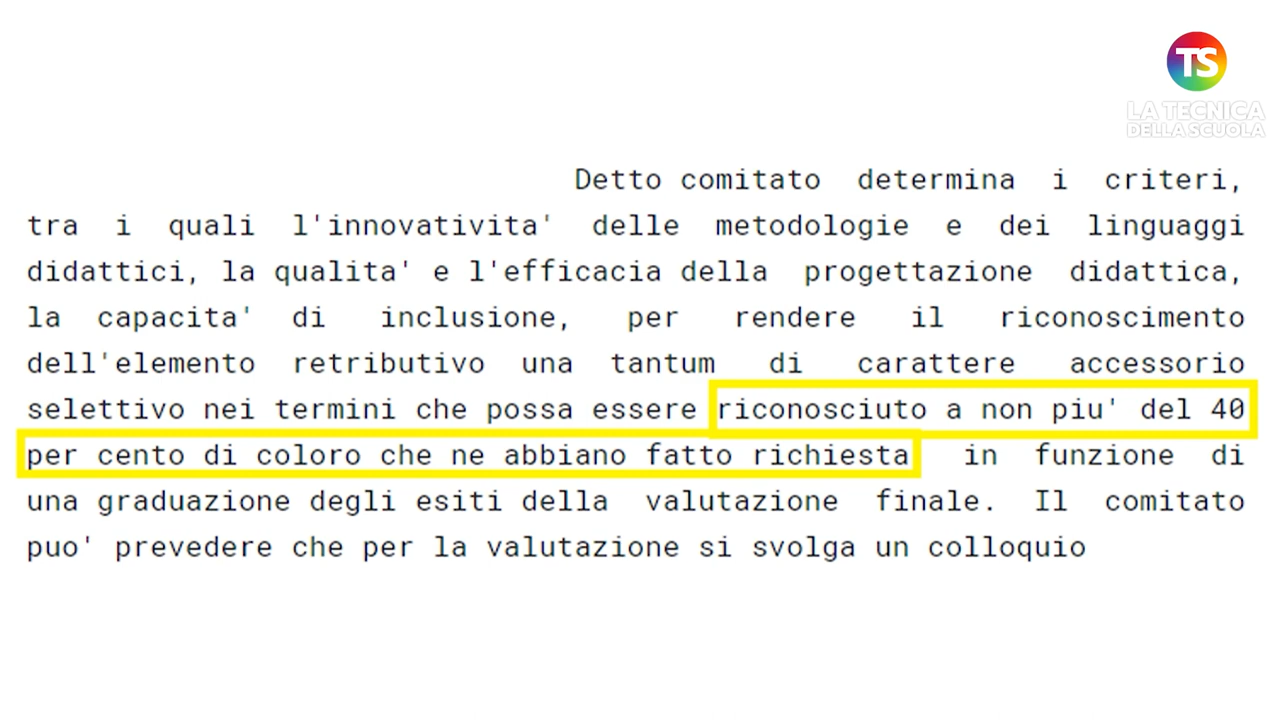 TS
LA TECNICA
DELLA SCUOLA
Detto comitato determina i criteri,
tra i quali l'innovativita' delle metodologie e dei linguaggi
didattici, la qualita' e l'efficacia della progettazione didattica,
la capacita' di inclusione, per rendere il riconoscimento
dell'elemento retributivo una tantum di carattere accessorio
selettivo nei termini che possa essere riconosciuto a non piu' del 40
per cento di coloro che ne abbiano fatto richiesta in funzione di
una graduazione degli esiti della valutazione finale. Il comitato
puo' prevedere che per la valutazione si svolga un colloquio